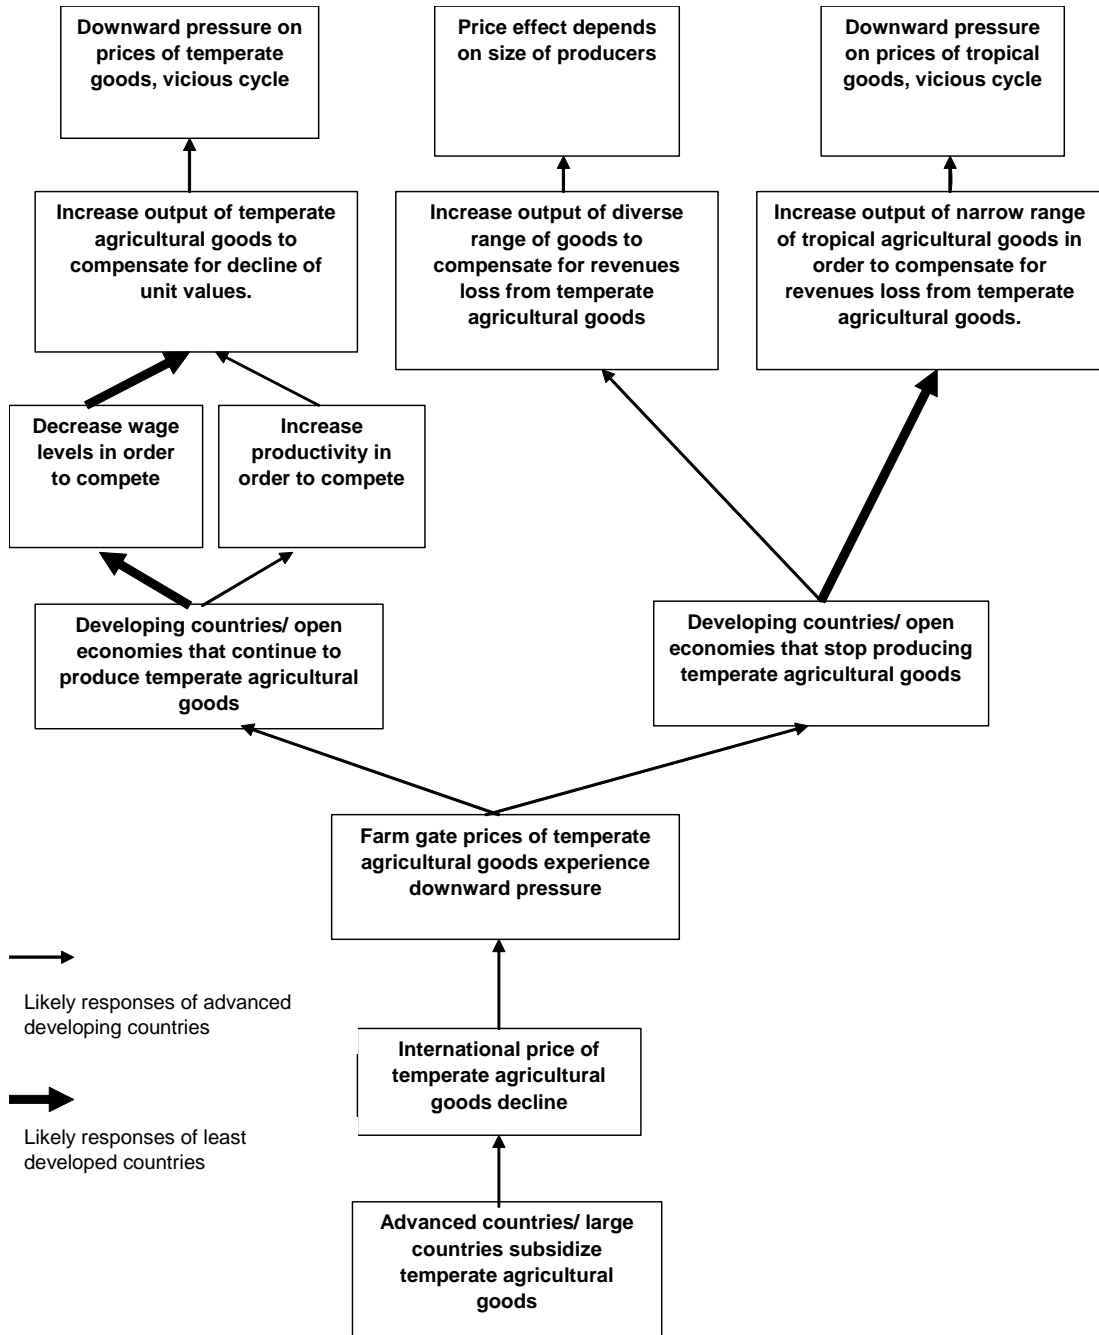 Downward pressure on
prices of temperate
goods, vicious cycle
Price effect depends
on size of producers
Downward pressure
on prices of tropical
goods, vicious cycle
Increase output of temperate
agricultural goods to
compensate for decline of
unit values.
Increase output of diverse
range of goods to
compensate for revenues
loss from temperate
agricultural goods
Increase output of narrow range
of tropical agricultural goods in
order to compensate for
revenues loss from temperate
agricultural goods.
Decrease wage
levels in order
to compete
Increase
productivity in
order to compete
Developing countries/ open
economies that continue to
produce temperate agricultural
goods
Developing countries/ open
economies that stop producing
temperate agricultural goods
Farm gate prices of temperate
agricultural goods experience
downward pressure
Likely responses of advanced
developing countries
International price of
temperate agricultural
goods decline
Likely responses of least
developed countries
Advanced countries/ large
countries subsidize
temperate agricultural
goods